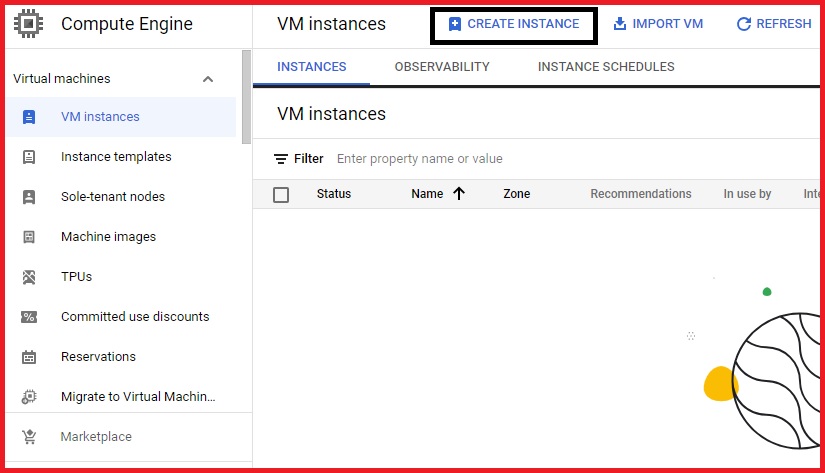 Compute Engine
VM instances
CREATE INSTANCE
IMPORT VM
REFRESH
Virtual machines
VM instances
Instance templates
Sole-tenant nodes
Machine images
TPUs
Committed use discounts
Reservations
Migrate to Virtual Machin...
Marketplace
INSTANCES
OBSERVABILITY
INSTANCE SCHEDULES
VM instances
Filter Enter property name or value
Status Name Zone Recommendations In use by Inte